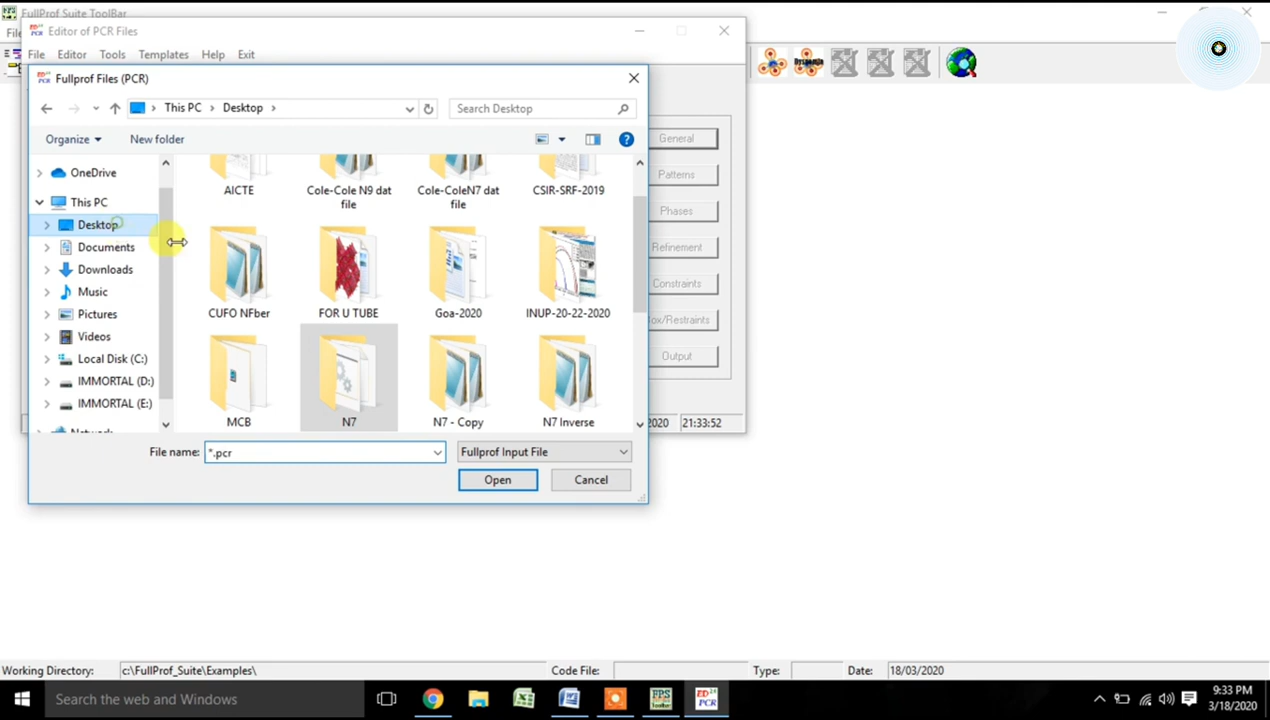 FullProf Suite ToolBar
Editor of PCR Files
File Editor Tools Templates Help Exit
Fullprof Files (PCR)
This PC > Desktop >
Search Desktop
Organize
New folder
OneDrive
This PC
Desktop
Documents
Downloads
Music
Pictures
Videos
Local Disk (C:)
IMMORTAL (D:)
IMMORTAL (E:)
AICTE
Cole-Cole N9 dat
file
Cole-ColeN7 dat
file
CSIR-SRF-2019
CUFO NFber
FOR U TUBE
Goa-2020
INUP-20-22-2020
MCB
N7
N7 - Copy
N7 Inverse
File name:
*.pcr
Fullprof Input File
Open
Cancel
General
Patterns
Phases
Refinement
Constraints
Box/Restraints
Output
2020
21:33:52
Working Directory:
c:\FullProf_Suite\Examples\
Code File:
Type:
Date:
18/03/2020
Search the web and Windows
9:33 PM
3/18/2020